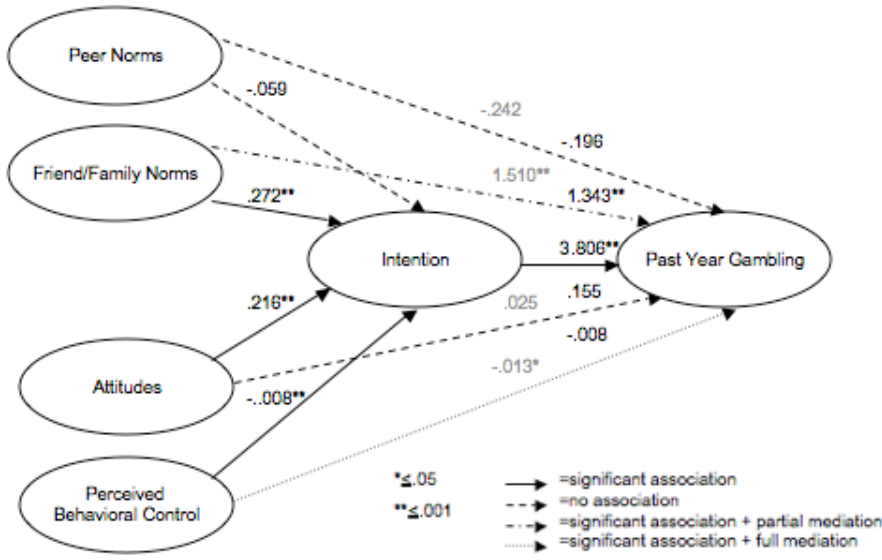 Peer Norms
-.059
-.242
-.196
Friend/Family Norms
1.510**
1.343**
.272**
Intention
3.806**
Past Year Gambling
.216**
.025
.155
-.008
-.013*
Attitudes
-..008**
Perceived
Behavioral Control
*≤.05
**≤.001
=significant association
=no association
=significant association + partial mediation
=significant association + full mediation